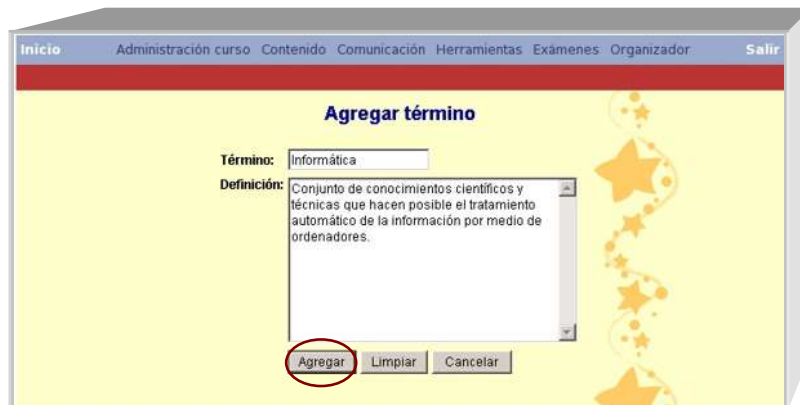 Inicio Administración curso Contenido Comunicación Herramientas Exámenes Organizador Salir
Agregar término
Término: Informática
Definición: Conjunto de conocimientos científicos y
técnicas que hacen posible el tratamiento
automático de la información por medio de
ordenadores.
Agregar Limpiar Cancelar